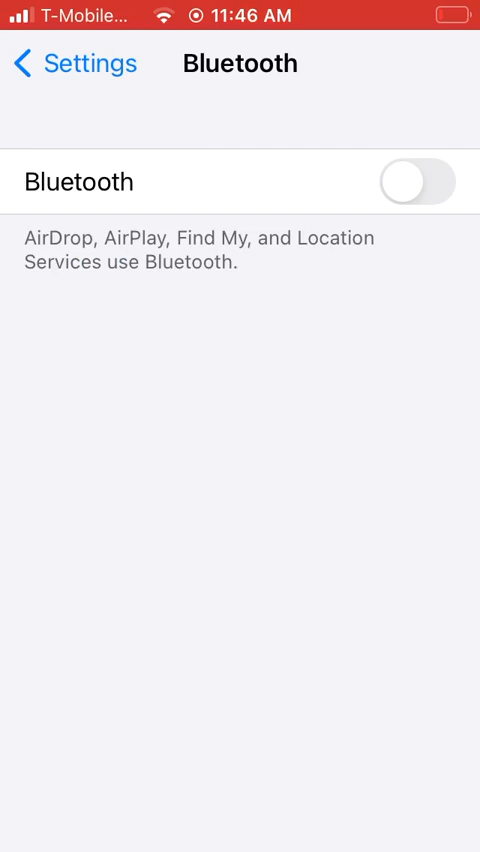 T-Mobile... 11:46 AM
Settings Bluetooth
Bluetooth
AirDrop, AirPlay, Find My, and Location
Services use Bluetooth.